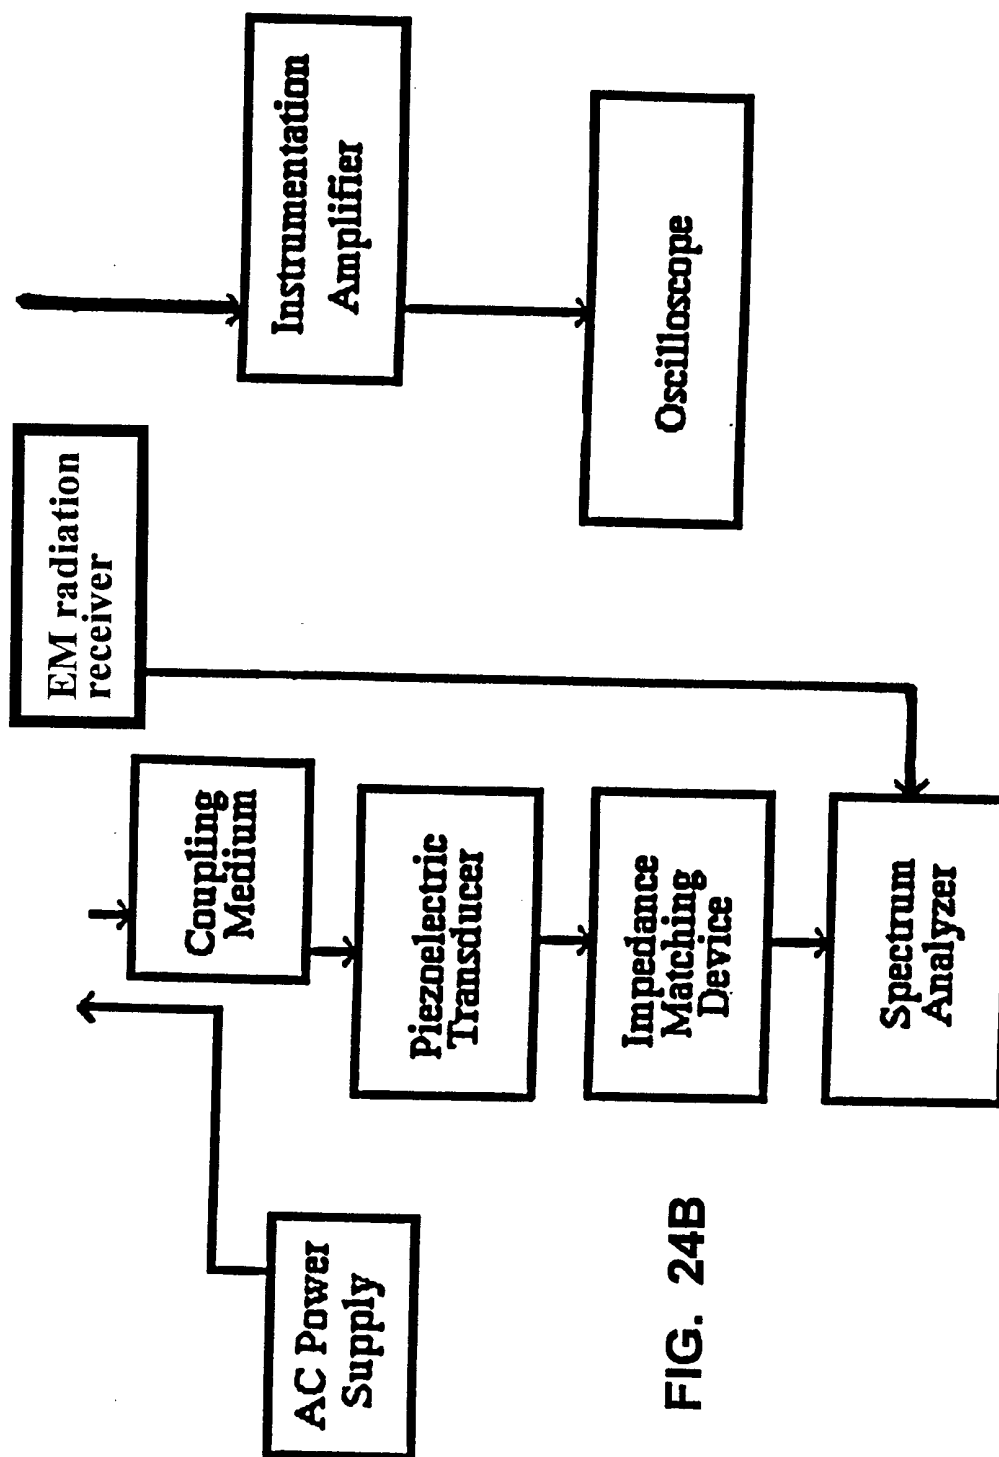 AC Power
Supply
Coupling
Medium
Piezoelectric
Transducer
Impedance
Matching
Device
Spectrum
Analyzer
EM radiation
receiver
Instrumentation
Amplifier
Oscilloscope
FIG. 24B